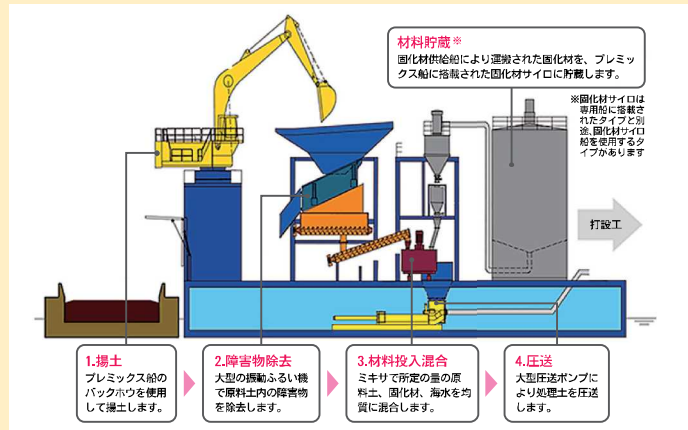 材料貯蔵※
固化材供給船により運搬された固化材を、プレミッ
クス船に搭載された固化材サイロに貯蔵します。
※固化材サイロは
専用船に搭載さ
れたタイプと別
途、固化材サイロ
船を使用するタ
イプがあります
打設工
1.揚土
プレミックス船の
バックホウを使用
して揚土します。
2.障害物除去
大型の振動ふるい機
で原料土内の障害物
を除去します。
3.材料投入混合
ミキサで所定の量の原
料土、固化材、海水を均
質に混合します。
4.圧送
大型圧送ポンプに
より処理土を圧送
します。